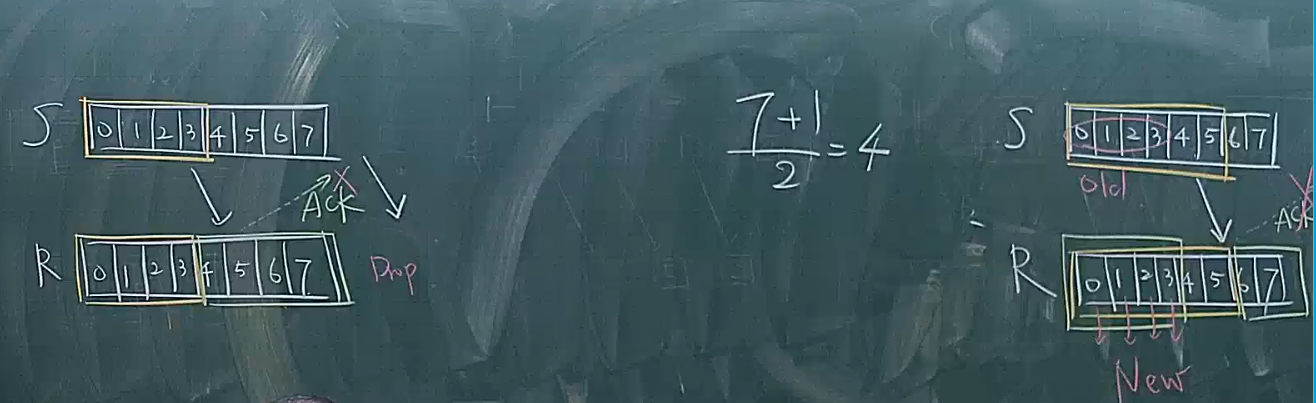 S 0 1 2 3 4 5 6 7
ACK
R 0 1 2 3 4 5 6 7
Drop
7+1
2
=4
S 0 1 2 3 4 5 6 7
Old
ACK
R 0 1 2 3 4 5 6 7
New